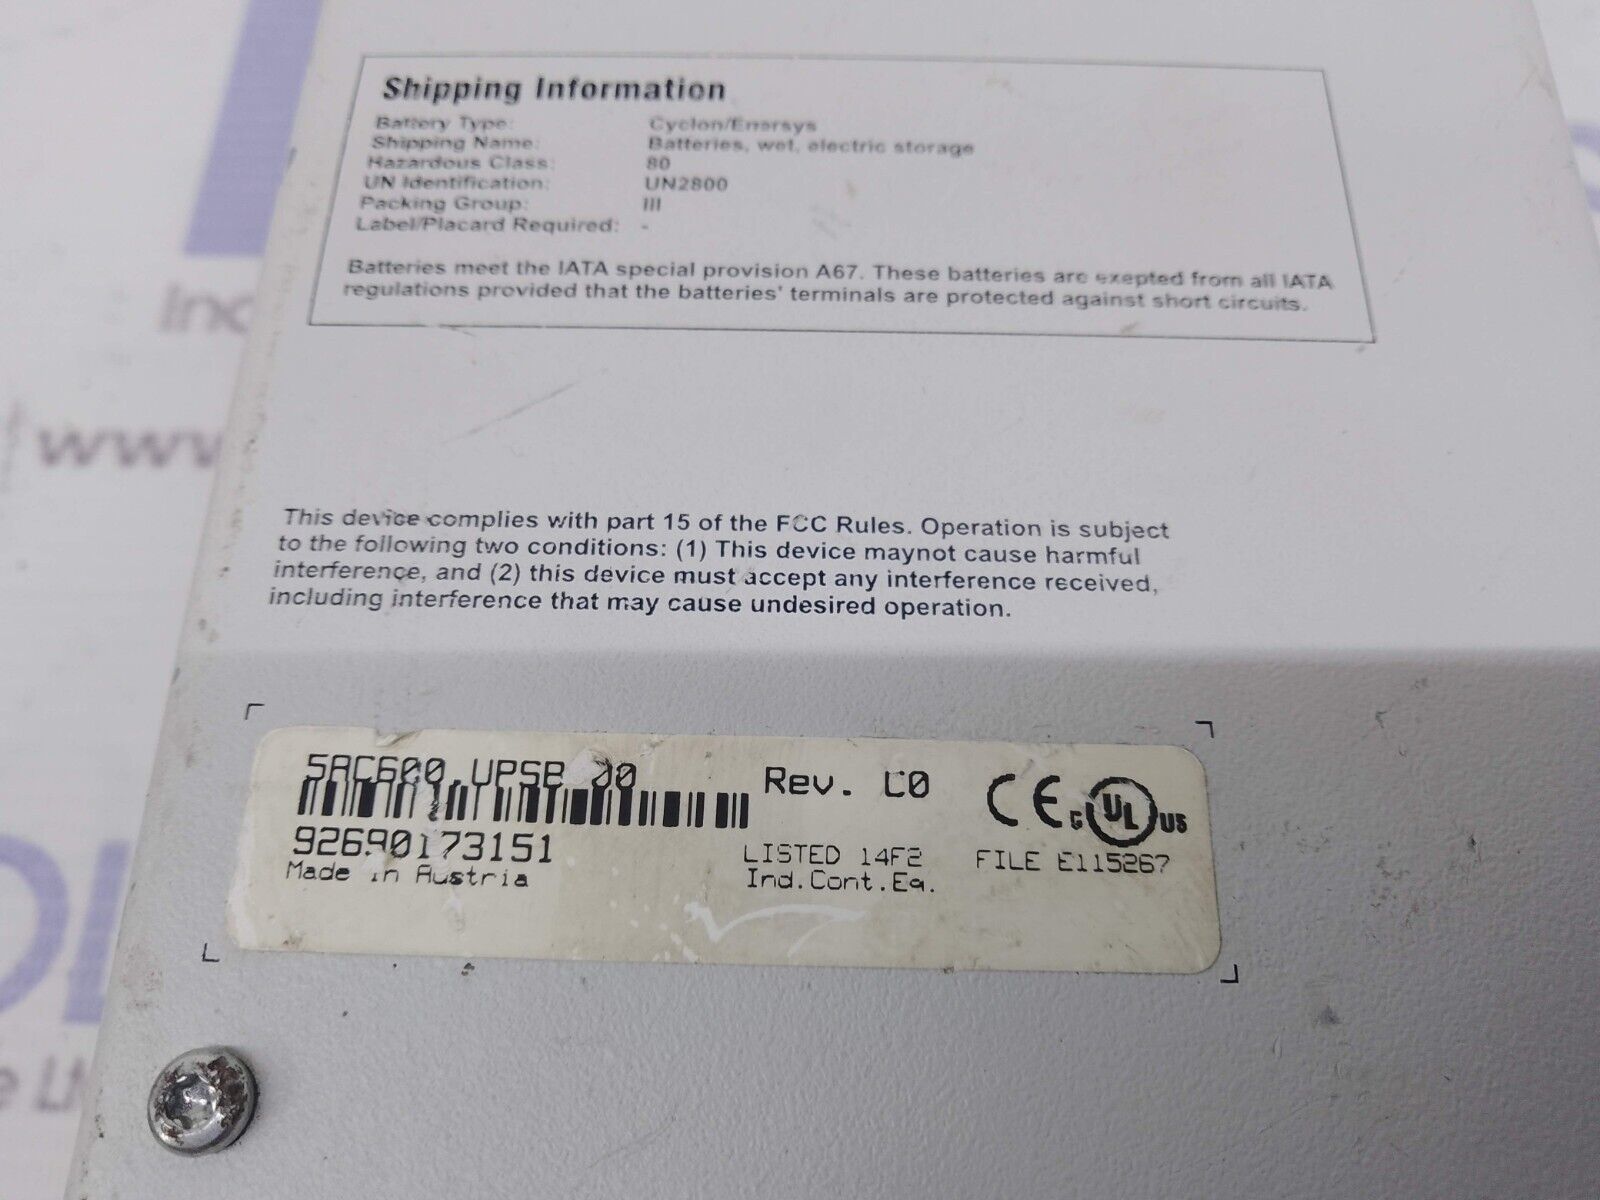 Shipping Information
Battery Type: Cyclon/Enersys
Shipping Name: Batteries, wet, electric storage
Hazardous Class: 80
UN Identification: UN2800
Packing Group: III
Label/Placard Required: -
Batteries meet the IATA special provision A67. These batteries are exepted from all IATA
regulations provided that the batteries' terminals are protected against short circuits.
www
This device complies with part 15 of the FCC Rules. Operation is subject
to the following two conditions: (1) This device maynot cause harmful
interference, and (2) this device must accept any interference received,
including interference that may cause undesired operation.
5AC600.UPSB 00 Rev. C0
CE c UL us
92690173151
LISTED 14F2 FILE E115267
Made in Austria
Ind.Cont.Eq.